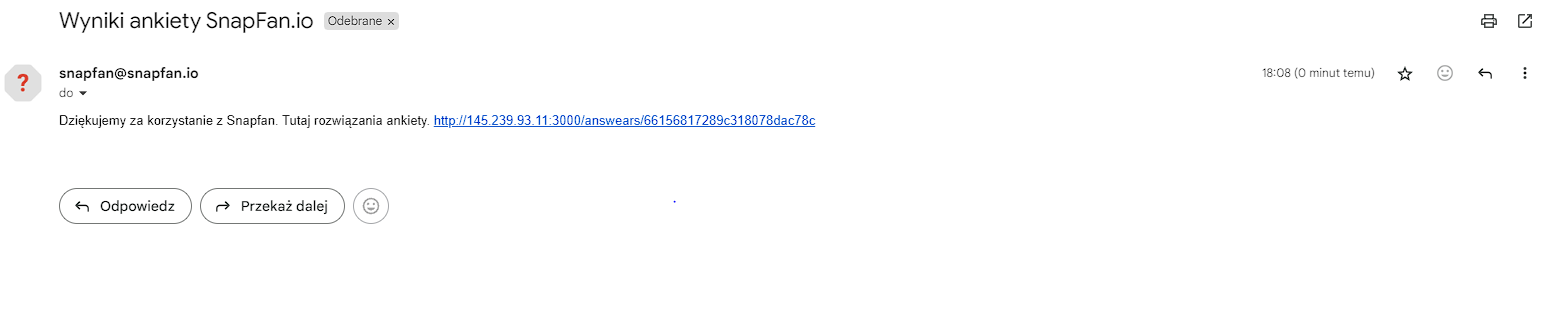 Wyniki ankiety SnapFan.io Odebrane ×
? snapfan@snapfan.io 18:08 (0 minut temu)
do
Dziękujemy za korzystanie z Snapfan. Tutaj rozwiązania ankiety. http://145.239.93.11:3000/answears/66156817289c318078dac78c
Odpowiedz Przekaż dalej